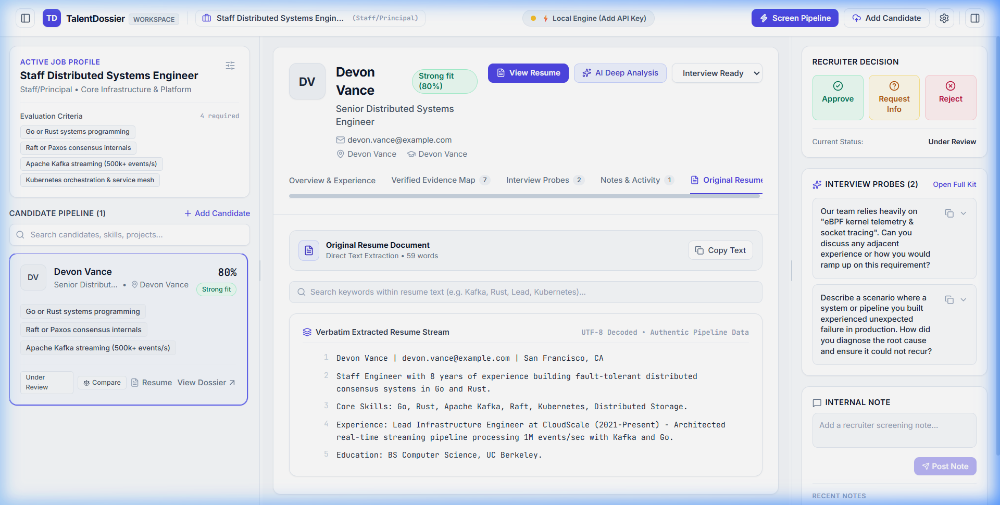 TD TalentDossier WORKSPACE
Staff Distributed Systems Engin... (Staff/Principal)
Local Engine (Add API Key)
Screen Pipeline
Add Candidate
ACTIVE JOB PROFILE
Staff Distributed Systems Engineer
Staff/Principal • Core Infrastructure & Platform
Evaluation Criteria 4 required
Go or Rust systems programming
Raft or Paxos consensus internals
Apache Kafka streaming (500k+ events/s)
Kubernetes orchestration & service mesh
CANDIDATE PIPELINE (1) + Add Candidate
Search candidates, skills, projects...
DV
Devon Vance 80%
Senior Distribut... • Devon Vance
Strong fit
Go or Rust systems programming
Raft or Paxos consensus internals
Apache Kafka streaming (500k+ events/s)
Under
Review
Compare
Resume
View Dossier
DV
Devon
Vance
Strong fit
(80%)
View Resume
AI Deep Analysis
Interview Ready
Senior Distributed Systems
Engineer
devon.vance@example.com
Devon Vance Devon Vance
Overview & Experience Verified Evidence Map 7 Interview Probes 2 Notes & Activity 1 Original Resume
Original Resume Document
Direct Text Extraction • 59 words
Copy Text
Search keywords within resume text (e.g. Kafka, Rust, Lead, Kubernetes)...
Verbatim Extracted Resume Stream UTF-8 Decoded • Authentic Pipeline Data
1 Devon Vance | devon.vance@example.com | San Francisco, CA
2 Staff Engineer with 8 years of experience building fault-tolerant distributed
consensus systems in Go and Rust.
3 Core Skills: Go, Rust, Apache Kafka, Raft, Kubernetes, Distributed Storage.
4 Experience: Lead Infrastructure Engineer at CloudScale (2021-Present) - Architected
real-time streaming pipeline processing 1M events/sec with Kafka and Go.
5 Education: BS Computer Science, UC Berkeley.
RECRUITER DECISION
Approve
Request
Info
Reject
Current Status: Under Review
INTERVIEW PROBES (2) Open Full Kit
Our team relies heavily on
"eBPF kernel telemetry &
socket tracing". Can you
discuss any adjacent
experience or how you would
ramp up on this requirement?
Describe a scenario where a
system or pipeline you built
experienced unexpected
failure in production. How did
you diagnose the root cause
and ensure it could not recur?
INTERNAL NOTE
Add a recruiter screening note...
Post Note
RECENT NOTES